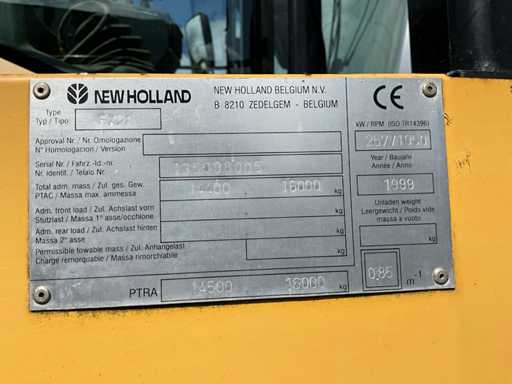 NEW HOLLAND
NEW HOLLAND BELGIUM N.V.
B 8210 ZEDELGEM - BELGIUM
CE
Type
Typ / Tipo
Approval Nr. / Nr. Omologazione
N° Homologation / Version
Serial Nr. / Fahrz.-Id.-nr.
Nr. identif. / Telaio Nr.
Total adm. mass / Zul. ges. Gew.
PTAC / Massa max. ammessa
14400 16000 kg
Adm. front load / Zul. Achslast vorn
Stutzlast / Massa 1° asse/occhione
kg
Adm. rear load / Zul. Achslast hinten
Massa 2° asse
kg
Permissible towable mass / Zul. Anhangelast
Charge remorquable / Massa rimorchiabile
kg
PTRA 14500 16000 kg
kW / RPM (ISO TR14396)
Year / Baujahr
Année / Anno
1999
Unladen weight
Leergewicht / Poids vide
massa a vuoto
kg
0,86 m -1